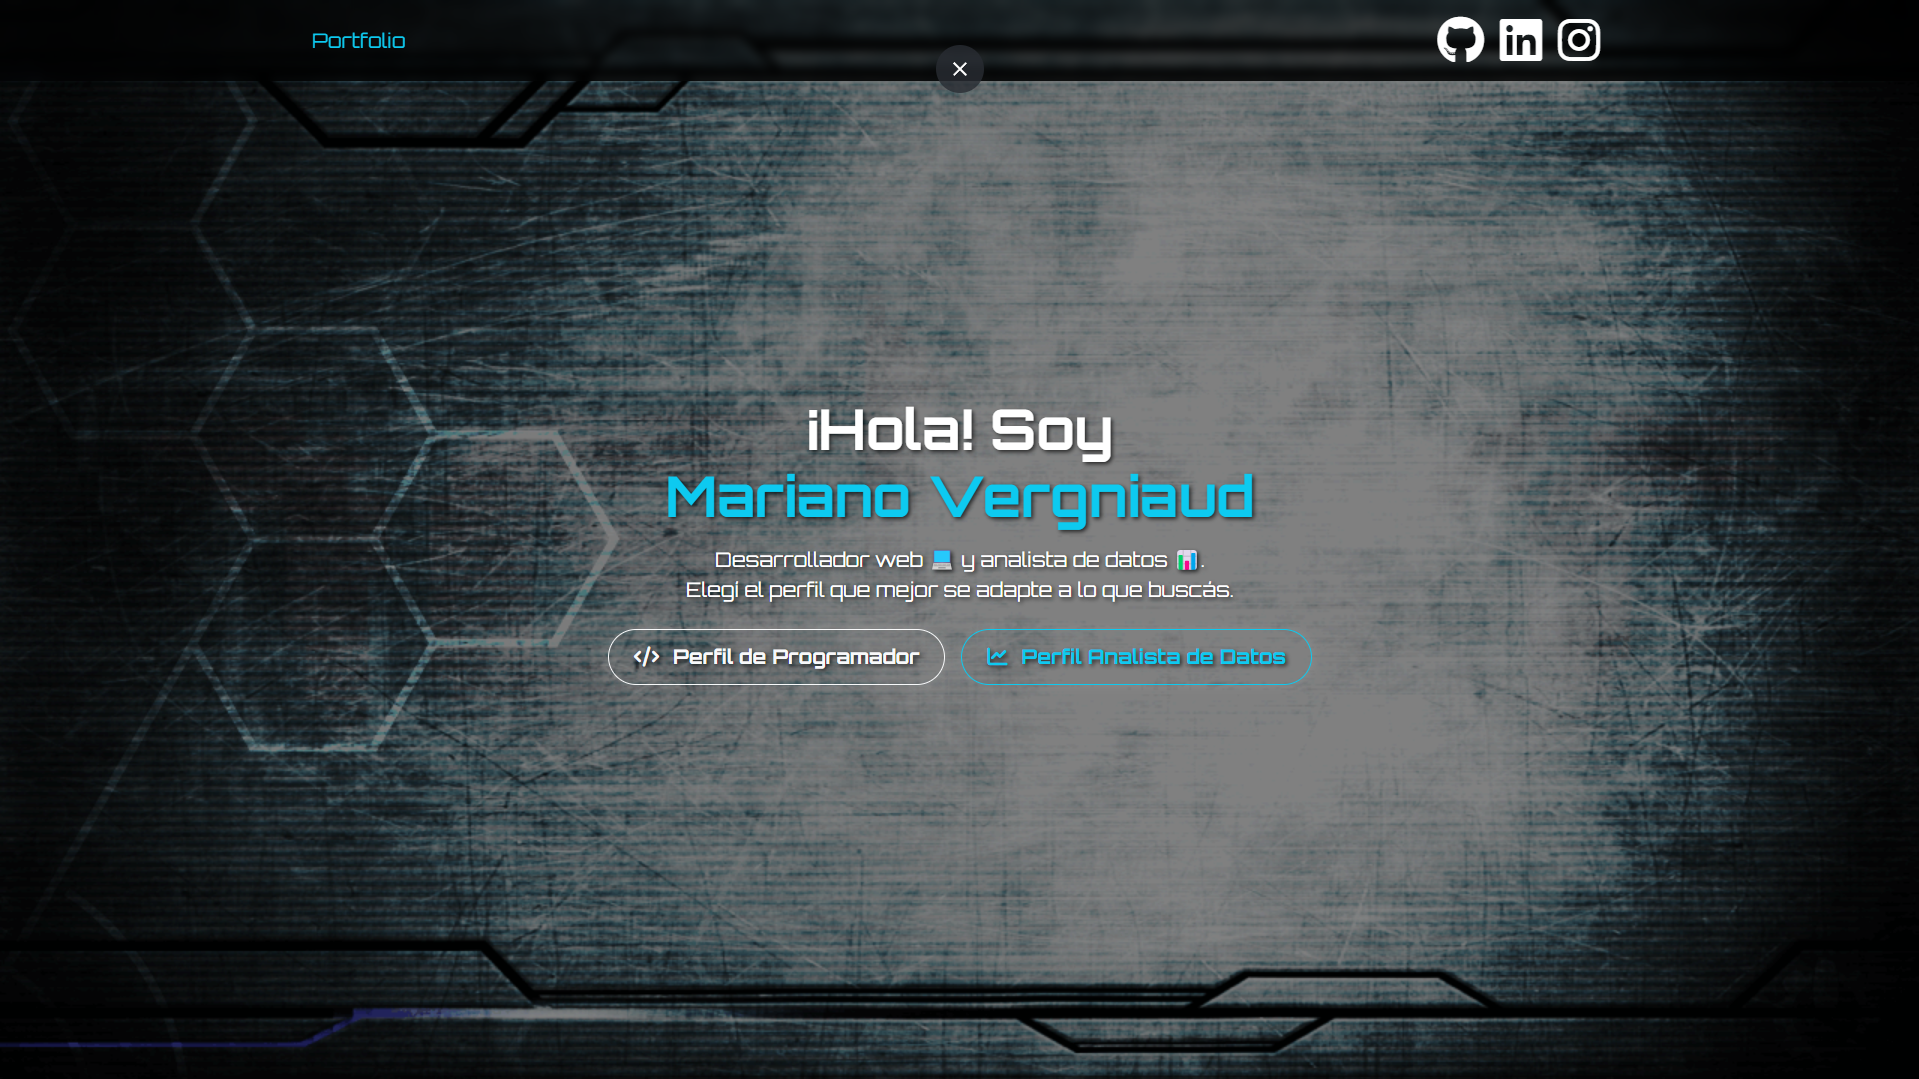 Portfolio
¡Hola! Soy
Mariano Vergniaud
Desarrollador web 💻 y analista de datos 📊.
Elegí el perfil que mejor se adapte a lo que buscás.
Perfil de Programador
Perfil Analista de Datos